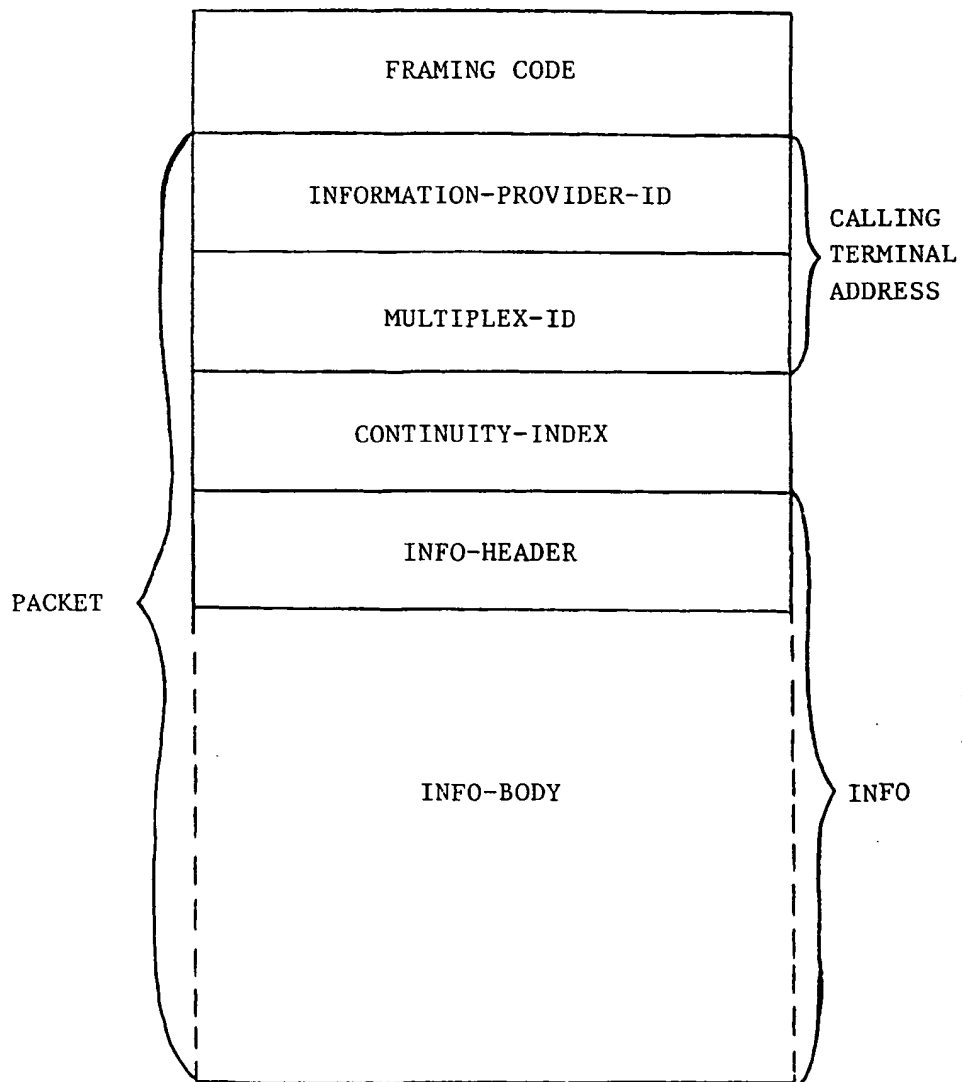 FRAMING CODE
INFORMATION-PROVIDER-ID
CALLING
TERMINAL
ADDRESS
MULTIPLEX-ID
CONTINUITY-INDEX
INFO-HEADER
PACKET
INFO-BODY
INFO